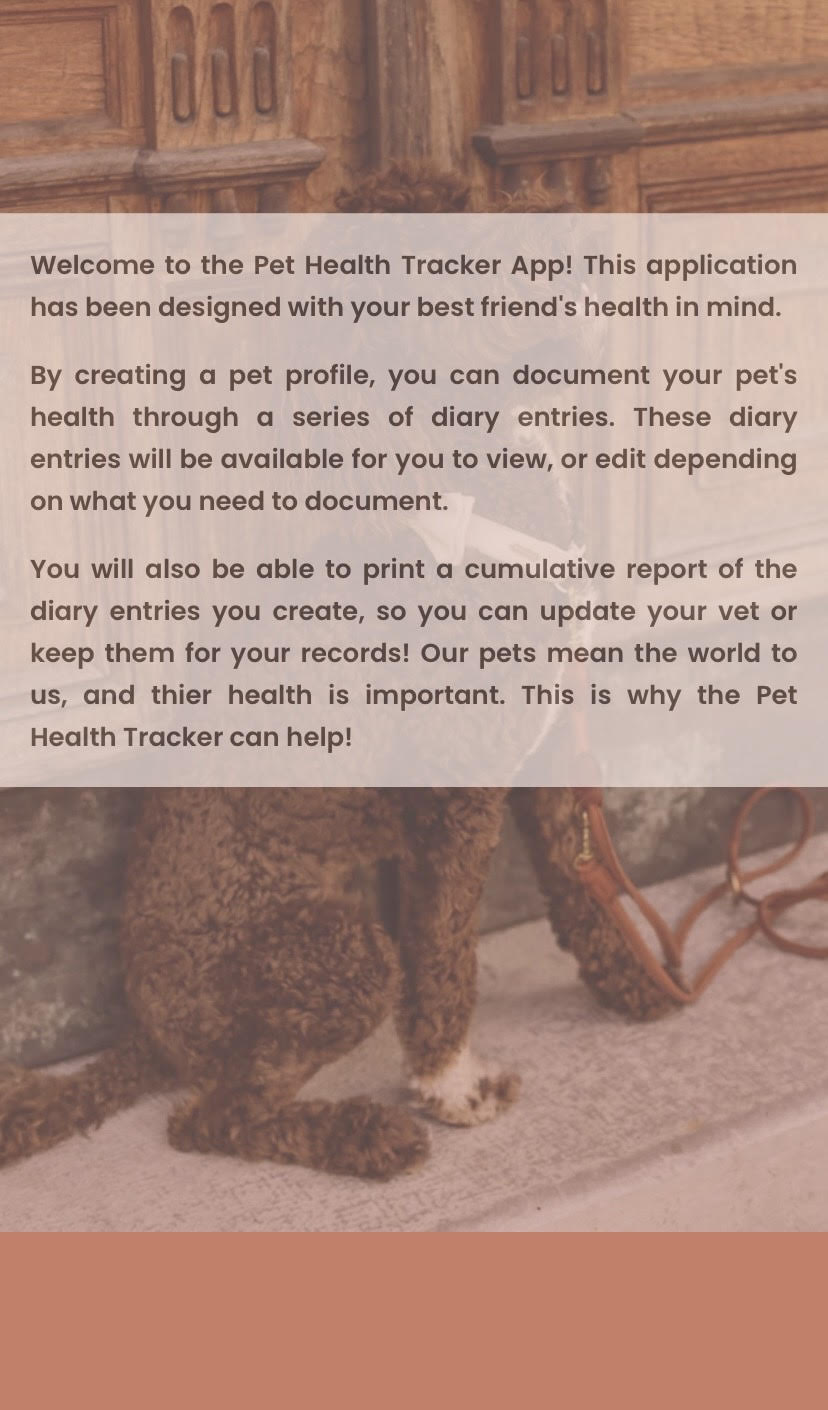 Welcome to the Pet Health Tracker App! This application
has been designed with your best friend's health in mind.
By creating a pet profile, you can document your pet's
health through a series of diary entries. These diary
entries will be available for you to view, or edit depending
on what you need to document.
You will also be able to print a cumulative report of the
diary entries you create, so you can update your vet or
keep them for your records! Our pets mean the world to
us, and thier health is important. This is why the Pet
Health Tracker can help!